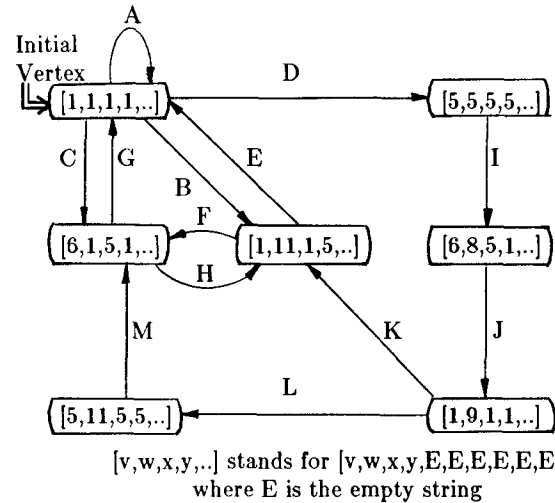 A
Initial
Vertex
D
[1,1,1,1,..]
[5,5,5,5,..]
C
G
B
E
I
F
[6,1,5,1,..]
[1,11,1,5,..]
[6,8,5,1,..]
H
K
J
M
L
[5,11,5,5,..]
[1,9,1,1,..]
[v,w,x,y,..] stands for [v,w,x,y,E,E,E,E,E,E
where E is the empty string